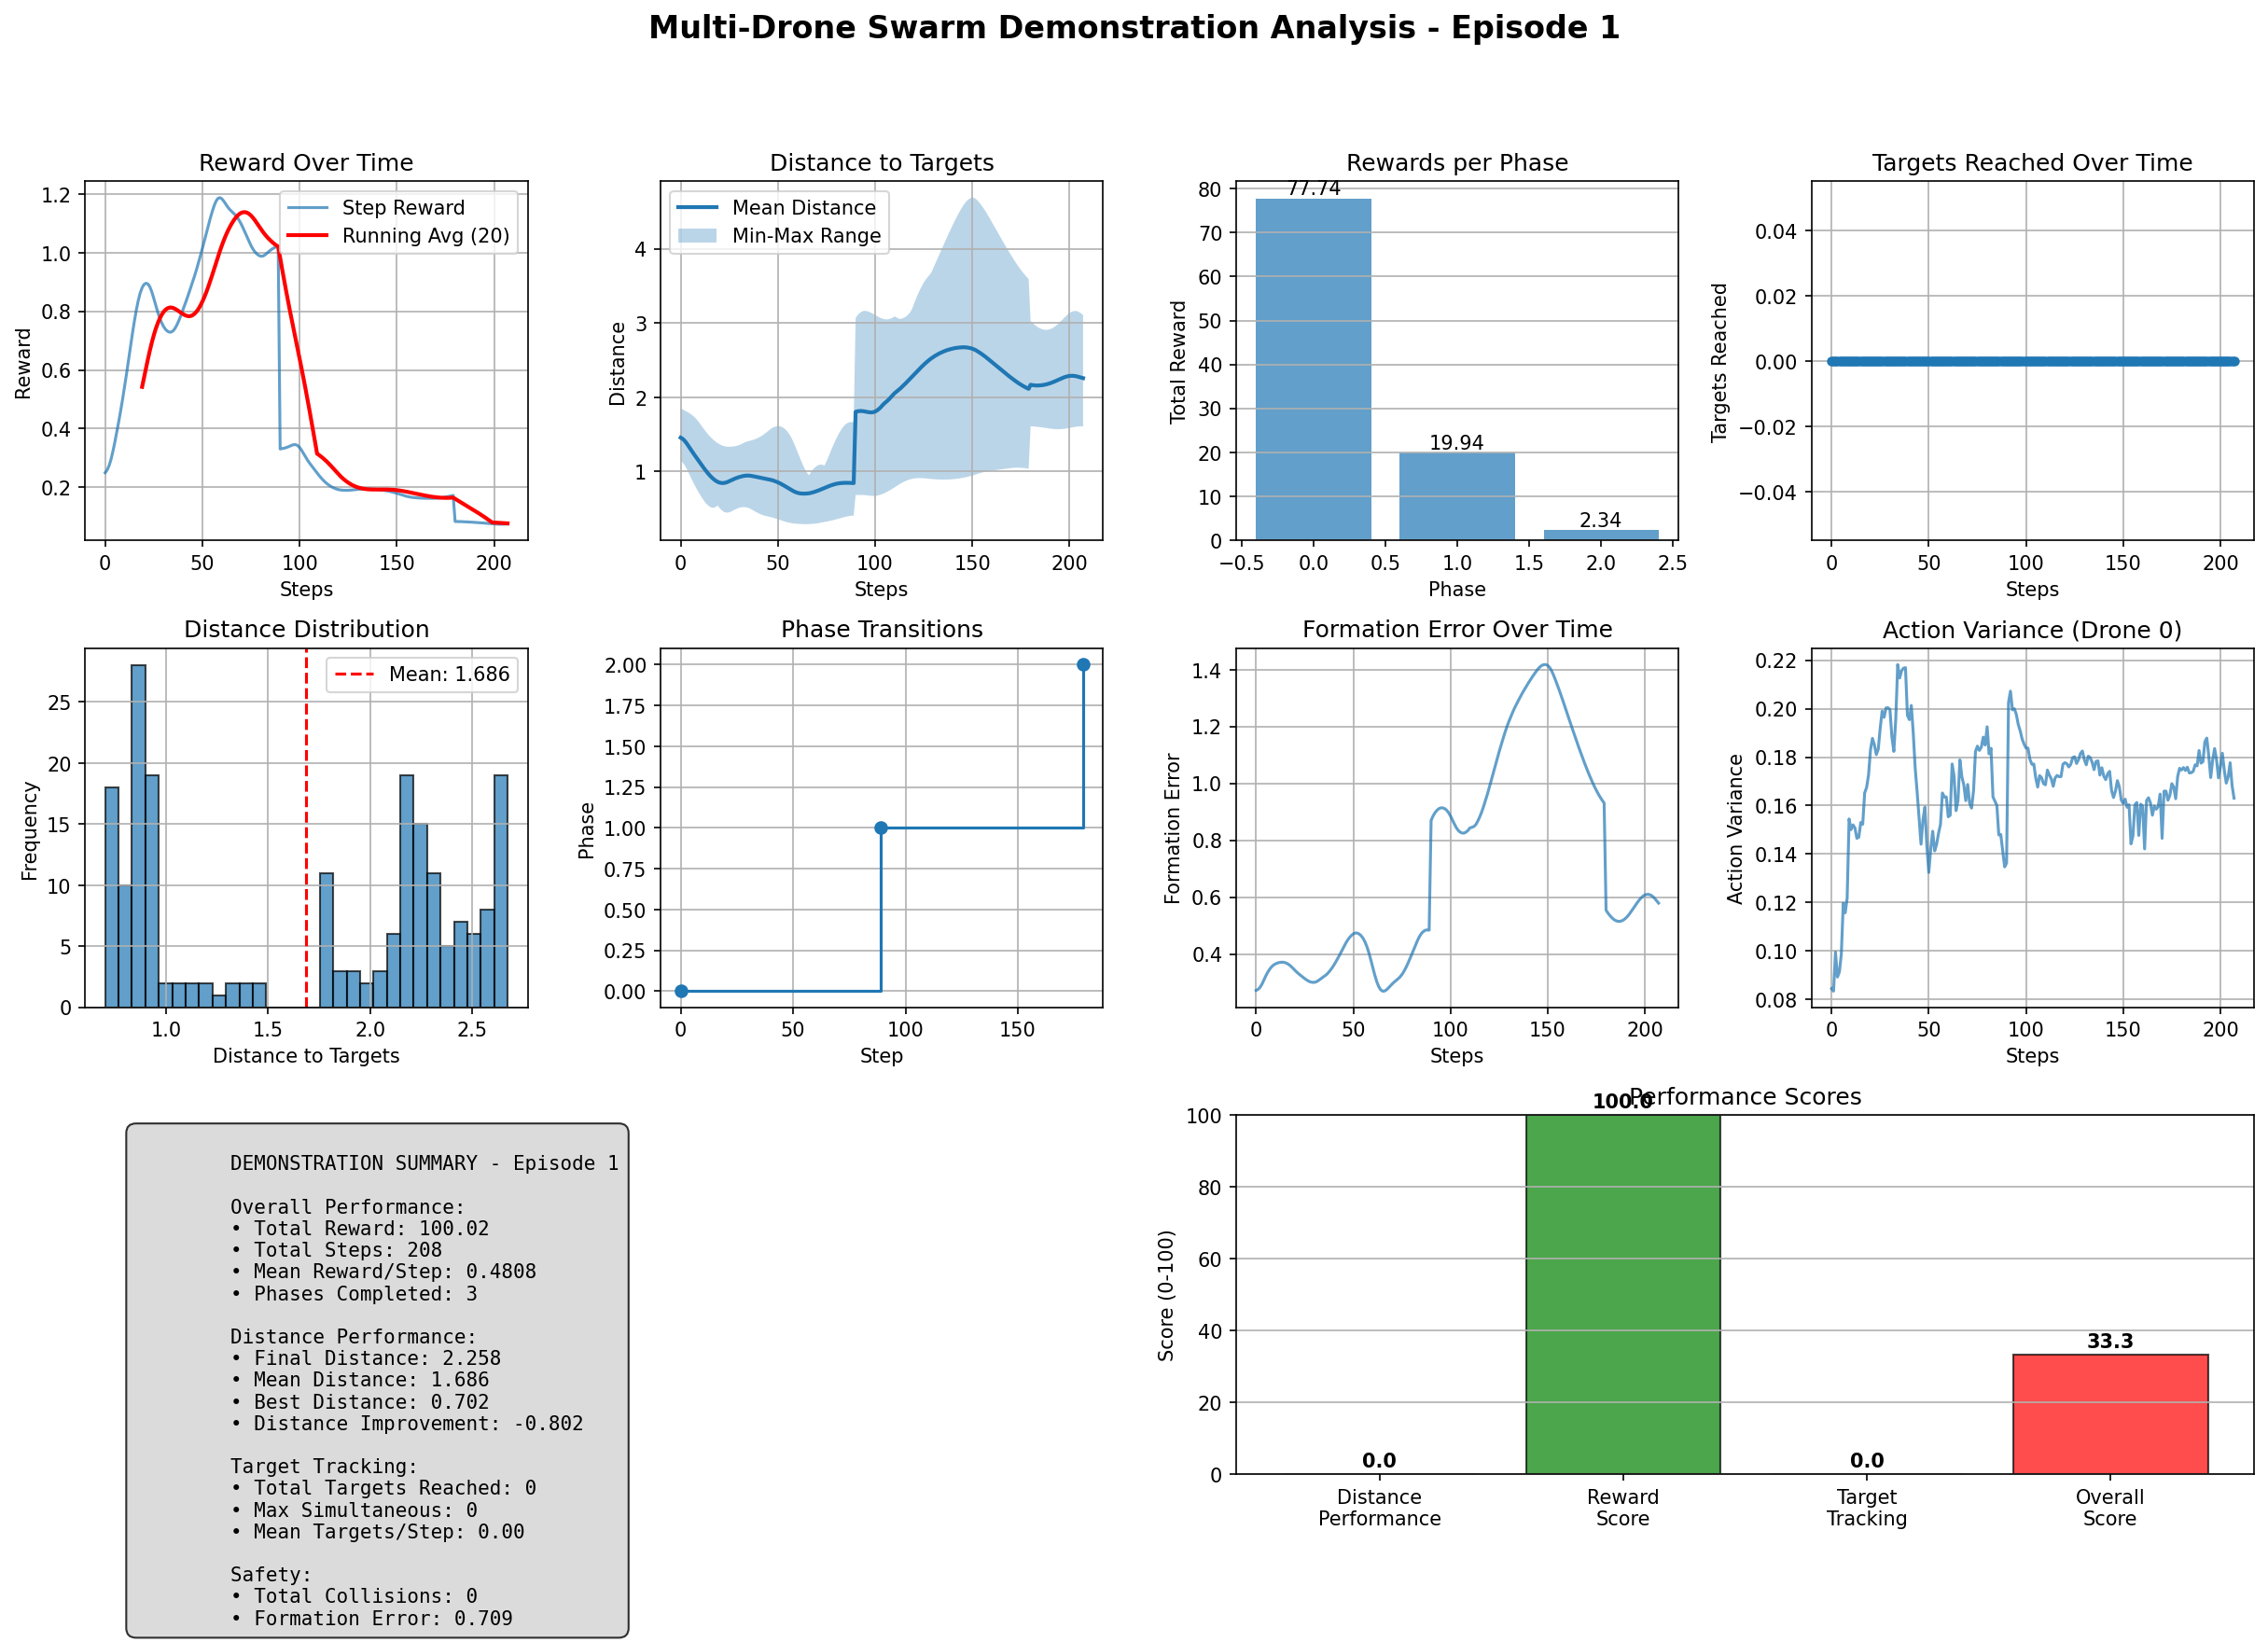 Multi-Drone Swarm Demonstration Analysis - Episode 1
Reward Over Time
1.2
1.0
0.8
0.6
0.4
0.2
Reward
Step Reward
Running Avg (20)
0 50 100 150 200
Steps
Distance to Targets
4
3
2
1
Distance
Mean Distance
Min-Max Range
0 50 100 150 200
Steps
Rewards per Phase
80
70
60
50
40
30
20
10
0
Total Reward
77.74
19.94
2.34
−0.5 0.0 0.5 1.0 1.5 2.0 2.5
Phase
Targets Reached Over Time
0.04
0.02
0.00
−0.02
−0.04
Targets Reached
0 50 100 150 200
Steps
Distance Distribution
25
20
15
10
5
0
Frequency
Mean: 1.686
1.0 1.5 2.0 2.5
Distance to Targets
Phase Transitions
2.00
1.75
1.50
1.25
1.00
0.75
0.50
0.25
0.00
Phase
0 50 100 150
Step
Formation Error Over Time
1.4
1.2
1.0
0.8
0.6
0.4
Formation Error
0 50 100 150 200
Steps
Action Variance (Drone 0)
0.22
0.20
0.18
0.16
0.14
0.12
0.10
0.08
Action Variance
0 50 100 150 200
Steps
DEMONSTRATION SUMMARY - Episode 1
Overall Performance:
• Total Reward: 100.02
• Total Steps: 208
• Mean Reward/Step: 0.4808
• Phases Completed: 3
Distance Performance:
• Final Distance: 2.258
• Mean Distance: 1.686
• Best Distance: 0.702
• Distance Improvement: -0.802
Target Tracking:
• Total Targets Reached: 0
• Max Simultaneous: 0
• Mean Targets/Step: 0.00
Safety:
• Total Collisions: 0
• Formation Error: 0.709
Performance Scores
100
80
60
40
20
0
Score (0-100)
0.0
100.0
0.0
33.3
Distance
Performance
Reward
Score
Target
Tracking
Overall
Score